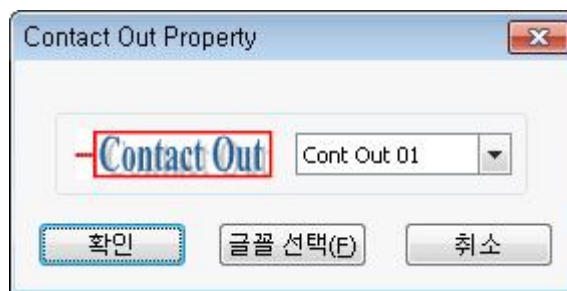 Contact Out Property
Contact Out Cont Out 01
확인 글꼴 선택(F) 취소